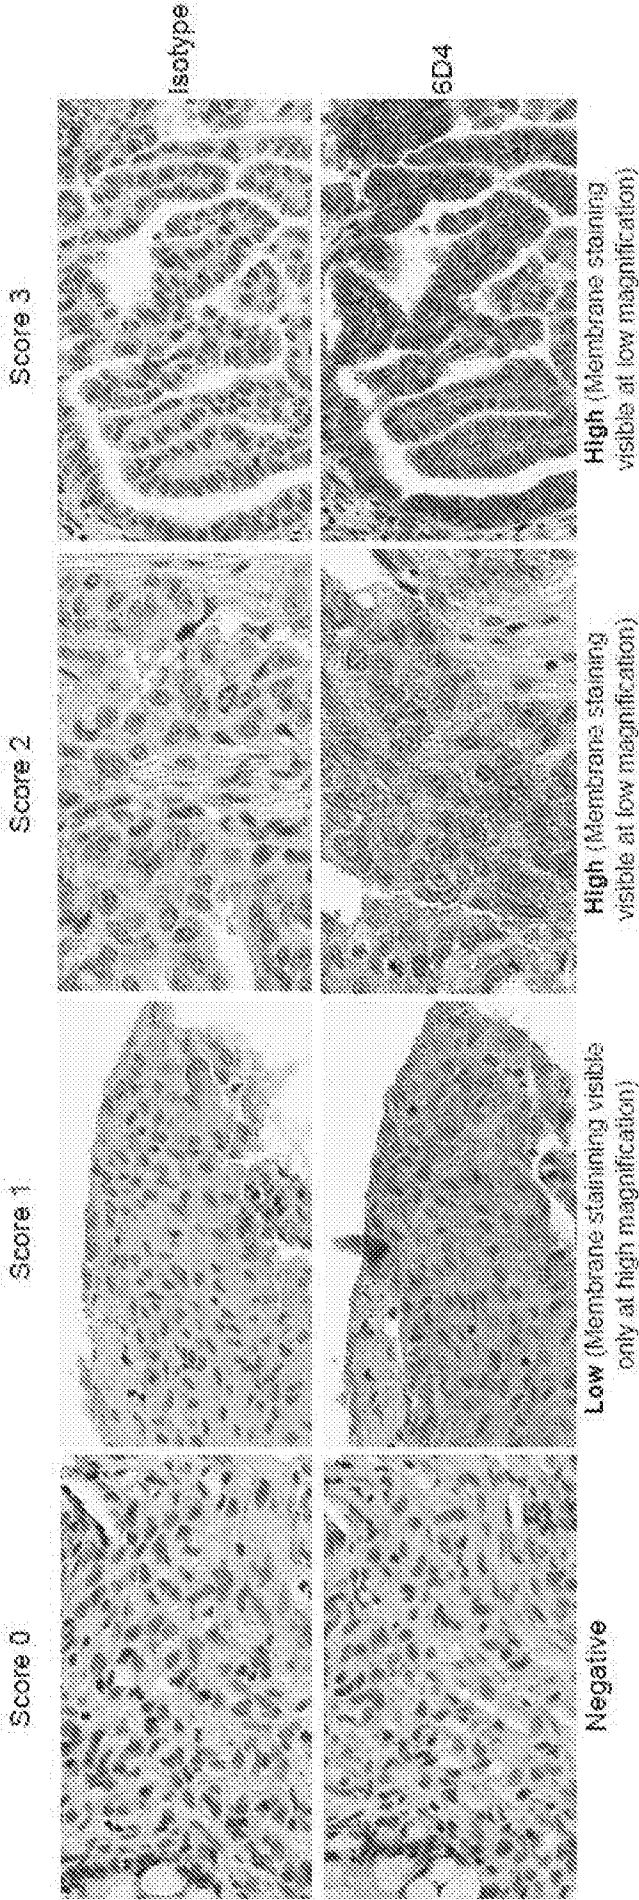 Score 0
Score 1
Score 2
Score 3
Isotype
6D4
Negative
Low (Membrane stainining visible
only at high magnification)
High (Membrane staining
visible at low magnification)
High (Membrane staining
visible at low magnification)